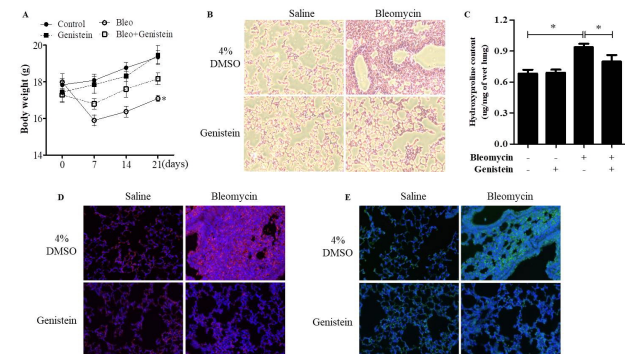 A
Control
Bleo
Genistein
Bleo+Genistein
Body weight (g)
20
18
16
14
0
7
14
21(days)
*
B
Saline
Bleomycin
4%
DMSO
Genistein
C
Hydroxyproline content
(ug/mg of wet lung)
1.2
0.9
0.6
0.3
0.0
*
*
Bleomycin - - + +
Genistein - + - +
D
Saline
Bleomycin
4%
DMSO
Genistein
E
Saline
Bleomycin
4%
DMSO
Genistein